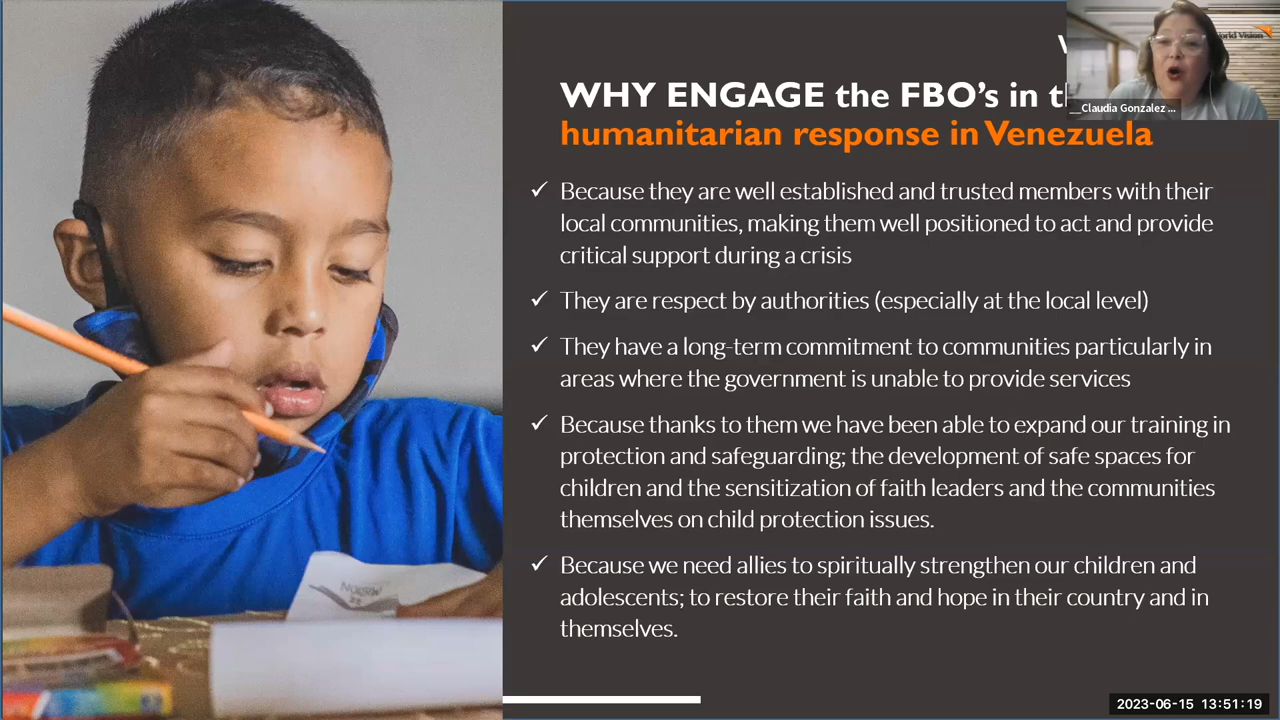 World Vision
Claudia Gonzalez ...
WHY ENGAGE the FBO's in
humanitarian response in Venezuela
✓ Because they are well established and trusted members with their
local communities, making them well positioned to act and provide
critical support during a crisis
✓ They are respect by authorities (especially at the local level)
✓ They have a long-term commitment to communities particularly in
areas where the government is unable to provide services
✓ Because thanks to them we have been able to expand our training in
protection and safeguarding; the development of safe spaces for
children and the sensitization of faith leaders and the communities
themselves on child protection issues.
✓ Because we need allies to spiritually strengthen our children and
adolescents; to restore their faith and hope in their country and in
themselves.
2023-06-15 13:51:19